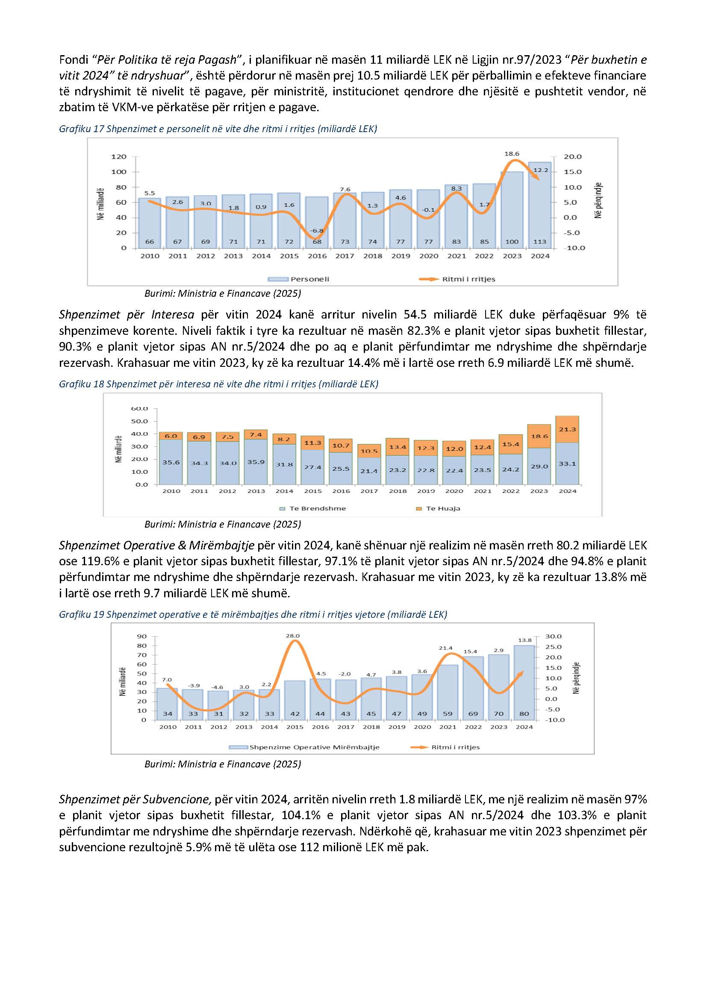 Fondi “Për Politika të reja Pagash”, i planifikuar në masën 11 miliardë LEK në Ligjin nr.97/2023 “Për buxhetin e
vitit 2024” të ndryshuar”, është përdorur në masën prej 10.5 miliardë LEK për përballimin e efekteve financiare
të ndryshimit të nivelit të pagave, për ministritë, institucionet qendrore dhe njësitë e pushtetit vendor, në
zbatim të VKM-ve përkatëse për rritjen e pagave.
Grafiku 17 Shpenzimet e personelit në vite dhe ritmi i rritjes (miliardë LEK)
Në miliardë
120
100
80
60
40
20
0
5.5 2.6 3.0 1.8 0.9 1.6 -6.8 7.6 1.3 4.6 -0.1 8.3 1.7 18.6 12.2
66 67 69 71 71 72 68 73 74 77 77 83 85 100 113
2010 2011 2012 2013 2014 2015 2016 2017 2018 2019 2020 2021 2022 2023 2024
20.0
15.0
10.0
5.0
0.0
-5.0
-10.0
Në përqindje
Personeli Ritmi i rritjes
Burimi: Ministria e Financave (2025)
Shpenzimet për Interesa për vitin 2024 kanë arritur nivelin 54.5 miliardë LEK duke përfaqësuar 9% të
shpenzimeve korente. Niveli faktik i tyre ka rezultuar në masën 82.3% e planit vjetor sipas buxhetit fillestar,
90.3% e planit vjetor sipas AN nr.5/2024 dhe po aq e planit përfundimtar me ndryshime dhe shpërndarje
rezervash. Krahasuar me vitin 2023, ky zë ka rezultuar 14.4% më i lartë ose rreth 6.9 miliardë LEK më shumë.
Grafiku 18 Shpenzimet për interesa në vite dhe ritmi i rritjes (miliardë LEK)
Në miliardë
60.0
50.0
40.0
30.0
20.0
10.0
0.0
6.0 6.9 7.5 7.4 8.2 11.3 10.7 10.5 13.4 12.3 12.0 12.4 15.4 18.6 21.3
35.6 34.3 34.0 35.9 31.8 27.4 25.5 21.4 23.2 22.8 22.4 23.5 24.2 29.0 33.1
2010 2011 2012 2013 2014 2015 2016 2017 2018 2019 2020 2021 2022 2023 2024
Te Brendshme Te Huaja
Burimi: Ministria e Financave (2025)
Shpenzimet Operative & Mirëmbajtje për vitin 2024, kanë shënuar një realizim në masën rreth 80.2 miliardë LEK
ose 119.6% e planit vjetor sipas buxhetit fillestar, 97.1% të planit vjetor sipas AN nr.5/2024 dhe 94.8% e planit
përfundimtar me ndryshime dhe shpërndarje rezervash. Krahasuar me vitin 2023, ky zë ka rezultuar 13.8% më
i lartë ose rreth 9.7 miliardë LEK më shumë.
Grafiku 19 Shpenzimet operative e të mirëmbajtjes dhe ritmi i rritjes vjetore (miliardë LEK)
Në miliardë
90
80
70
60
50
40
30
20
10
0
7.0 -3.9 -4.6 3.0 2.2 28.0 4.5 -2.0 4.7 3.8 3.6 21.4 15.4 2.9 13.8
34 33 31 32 33 42 44 43 45 47 49 59 69 70 80
2010 2011 2012 2013 2014 2015 2016 2017 2018 2019 2020 2021 2022 2023 2024
30.0
25.0
20.0
15.0
10.0
5.0
0.0
-5.0
-10.0
Në përqindje
Shpenzime Operative Mirëmbajtje Ritmi i rritjes
Burimi: Ministria e Financave (2025)
Shpenzimet për Subvencione, për vitin 2024, arritën nivelin rreth 1.8 miliardë LEK, me një realizim në masën 97%
e planit vjetor sipas buxhetit fillestar, 104.1% e planit vjetor sipas AN nr.5/2024 dhe 103.3% e planit
përfundimtar me ndryshime dhe shpërndarje rezervash. Ndërkohë që, krahasuar me vitin 2023 shpenzimet për
subvencione rezultojnë 5.9% më të ulëta ose 112 milionë LEK më pak.